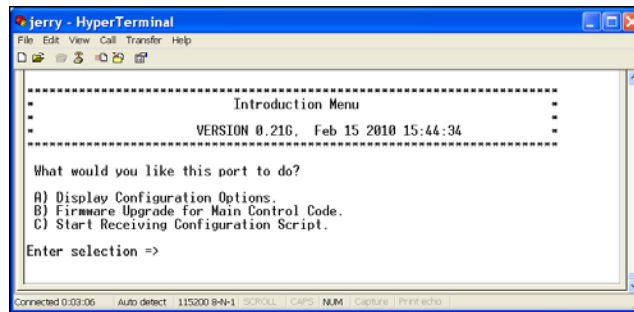 jerry - HyperTerminal
File Edit View Call Transfer Help
Introduction Menu
VERSION 0.21G, Feb 15 2010 15:44:34
What would you like this port to do?
A) Display Configuration Options.
B) Firmware Upgrade for Main Control Code.
C) Start Receiving Configuration Script.
Enter selection =>
Connected 0:03:06 Auto detect 115200 8-N-1 SCROLL CAPS NUM Capture Print echo